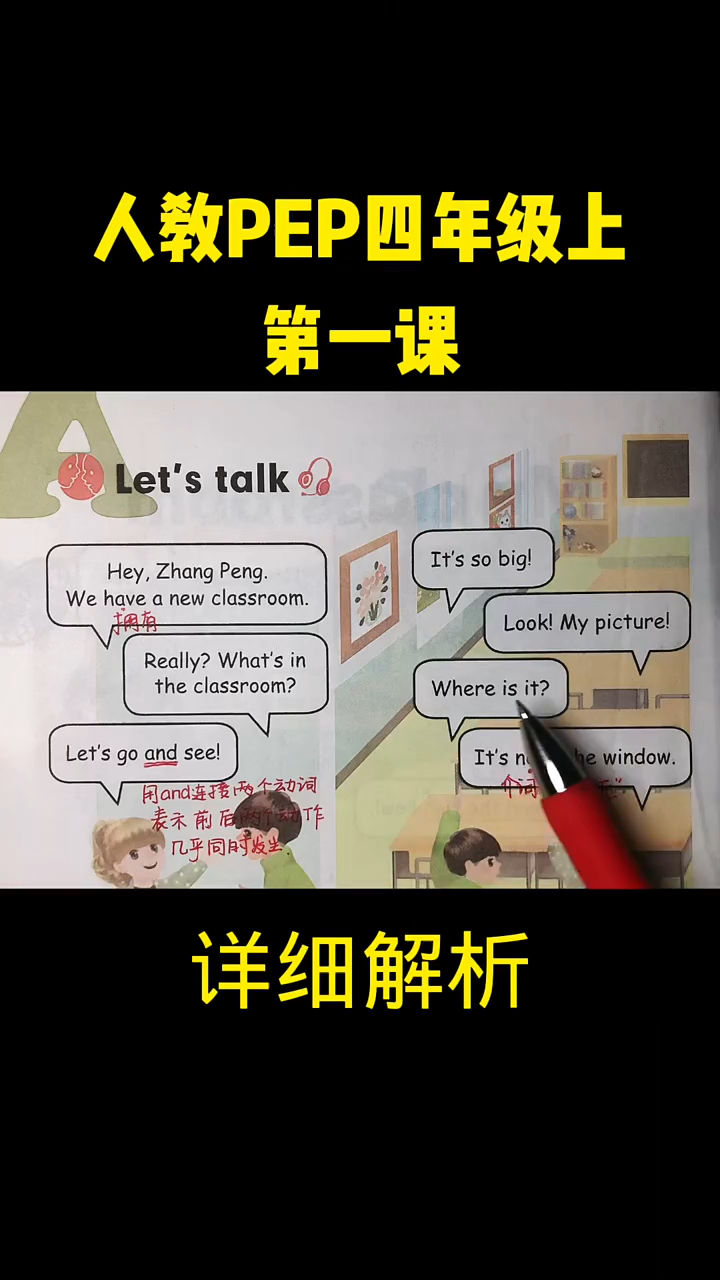 人教PEP四年级上
第一课
A
Let's talk
Hey, Zhang Peng.
We have a new classroom.
拥有
Really? What's in
the classroom?
Let's go and see!
用and连接两个动词
表示前后两个动作
几乎同时发生
It's so big!
Look! My picture!
Where is it?
It's he window.
介词
详细解析